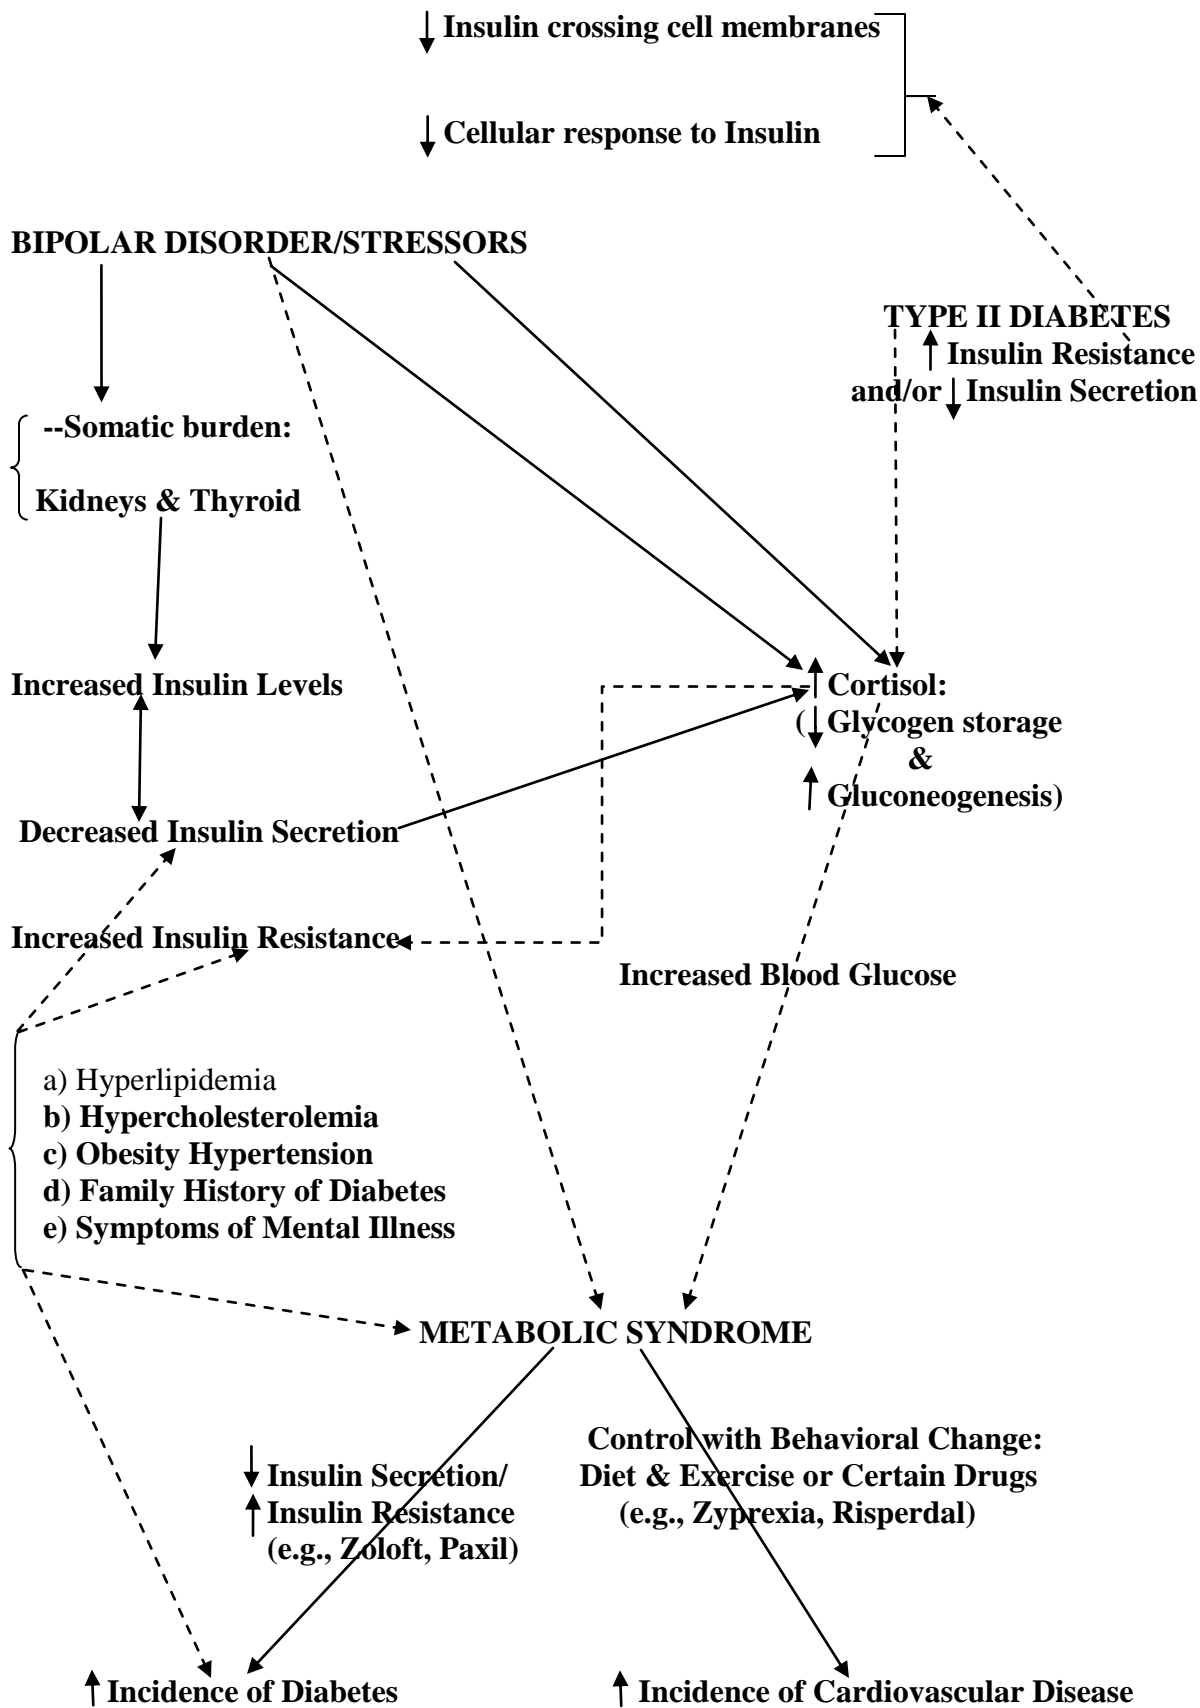 ↓ Insulin crossing cell membranes
↓ Cellular response to Insulin
BIPOLAR DISORDER/STRESSORS
TYPE II DIABETES
↑ Insulin Resistance
and/or ↓ Insulin Secretion
--Somatic burden:
Kidneys & Thyroid
Increased Insulin Levels
↑ Cortisol:
( ↓ Glycogen storage
&
↑ Gluconeogenesis)
Decreased Insulin Secretion
Increased Insulin Resistance
Increased Blood Glucose
a) Hyperlipidemia
b) Hypercholesterolemia
c) Obesity Hypertension
d) Family History of Diabetes
e) Symptoms of Mental Illness
METABOLIC SYNDROME
↓ Insulin Secretion/
↑ Insulin Resistance
(e.g., Zoloft, Paxil)
Control with Behavioral Change:
Diet & Exercise or Certain Drugs
(e.g., Zyprexia, Risperdal)
↑ Incidence of Diabetes
↑ Incidence of Cardiovascular Disease